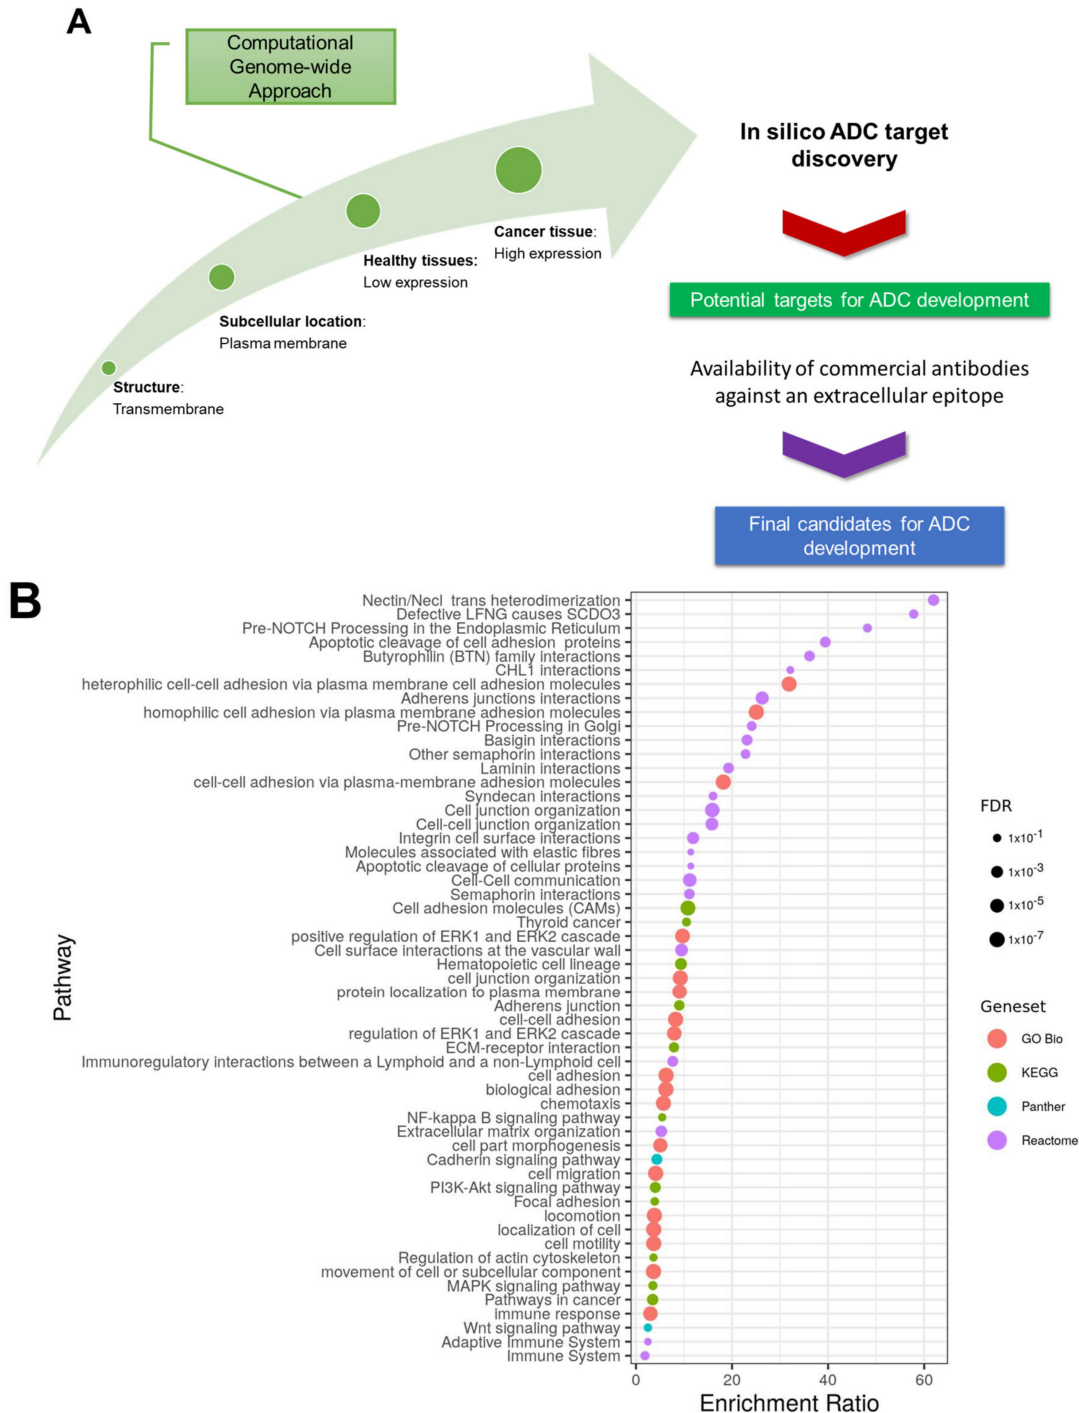 A
Computational
Genome-wide
Approach
In silico ADC target
discovery
Cancer tissue:
High expression
Healthy tissues:
Low expression
Subcellular location:
Plasma membrane
Structure:
Transmembrane
Potential targets for ADC development
Availability of commercial antibodies
against an extracellular epitope
Final candidates for ADC
development
B
Pathway
Nectin/Necl  trans heterodimerization
Defective LFNG causes SCDO3
Pre-NOTCH Processing in the Endoplasmic Reticulum
Apoptotic cleavage of cell adhesion  proteins
Butyrophilin (BTN) family interactions
CHL1 interactions
heterophilic cell-cell adhesion via plasma membrane cell adhesion molecules
Adherens junctions interactions
homophilic cell adhesion via plasma membrane adhesion molecules
Pre-NOTCH Processing in Golgi
Basigin interactions
Other semaphorin interactions
Laminin interactions
cell-cell adhesion via plasma-membrane adhesion molecules
Syndecan interactions
Cell junction organization
Cell-cell junction organization
Integrin cell surface interactions
Molecules associated with elastic fibres
Apoptotic cleavage of cellular proteins
Cell-Cell communication
Semaphorin interactions
Cell adhesion molecules (CAMs)
Thyroid cancer
positive regulation of ERK1 and ERK2 cascade
Cell surface interactions at the vascular wall
Hematopoietic cell lineage
cell junction organization
protein localization to plasma membrane
Adherens junction
cell-cell adhesion
regulation of ERK1 and ERK2 cascade
ECM-receptor interaction
Immunoregulatory interactions between a Lymphoid and a non-Lymphoid cell
cell adhesion
biological adhesion
chemotaxis
NF-kappa B signaling pathway
Extracellular matrix organization
cell part morphogenesis
Cadherin signaling pathway
cell migration
PI3K-Akt signaling pathway
Focal adhesion
locomotion
localization of cell
cell motility
Regulation of actin cytoskeleton
movement of cell or subcellular component
MAPK signaling pathway
Pathways in cancer
immune response
Wnt signaling pathway
Adaptive Immune System
Immune System
0 20 40 60
Enrichment Ratio
FDR
1x10-1
1x10-3
1x10-5
1x10-7
Geneset
GO Bio
KEGG
Panther
Reactome